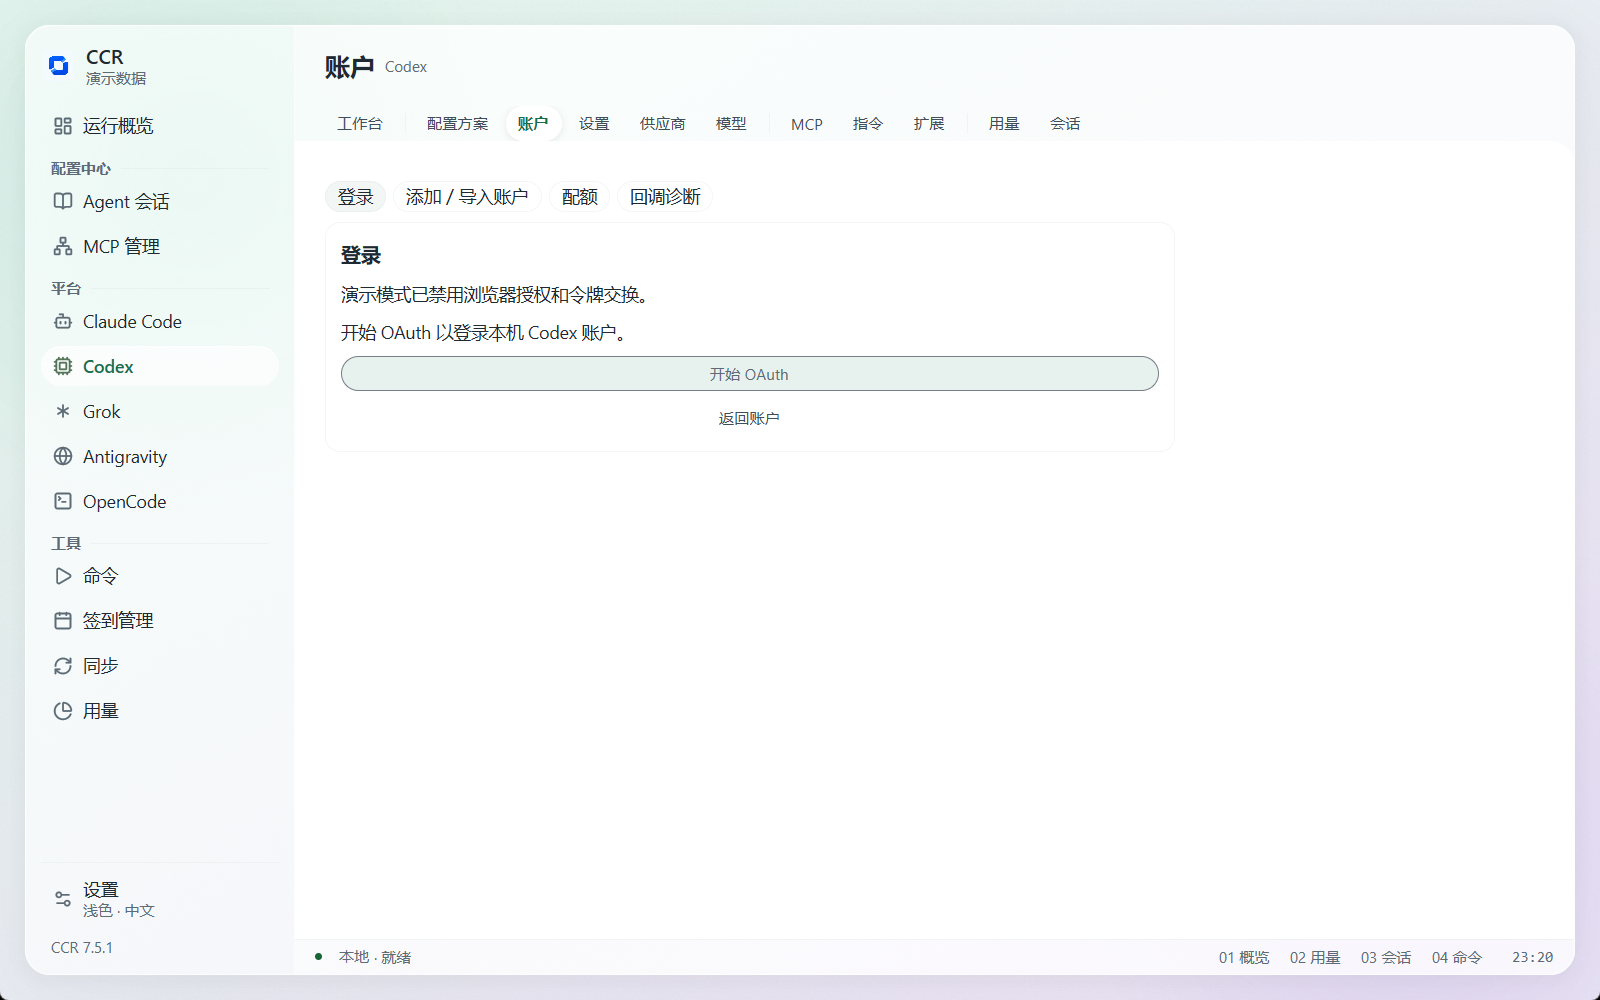 CCR
演示数据
运行概览
配置中心
Agent 会话
MCP 管理
平台
Claude Code
Codex
Grok
Antigravity
OpenCode
工具
命令
签到管理
同步
用量
设置
浅色 · 中文
CCR 7.5.1
账户 Codex
工作台 配置方案 账户 设置 供应商 模型 MCP 指令 扩展 用量 会话
登录 添加 / 导入账户 配额 回调诊断
登录
演示模式已禁用浏览器授权和令牌交换。
开始 OAuth 以登录本机 Codex 账户。
开始 OAuth
返回账户
本地 · 就绪
01 概览 02 用量 03 会话 04 命令 23:20